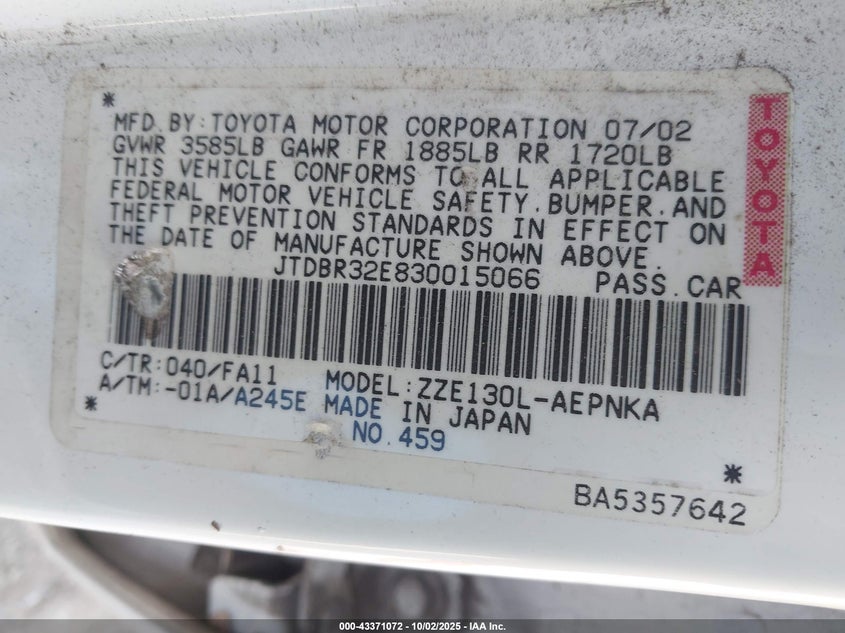 *
MFD.BY:TOYOTA MOTOR CORPORATION 07/02
GVWR 3585LB GAWR FR 1885LB RR 1720LB
THIS VEHICLE CONFORMS TO ALL APPLICABLE
FEDERAL MOTOR VEHICLE SAFETY.BUMPER.AND
THEFT PREVENTION STANDARDS IN EFFECT ON
THE DATE OF MANUFACTURE SHOWN ABOVE.
JTDBR32E830015066 PASS.CAR
TOYOTA
C/TR:040/FA11 MODEL:ZZE130L-AEPNKA
A/TM:-01A/A245E MADE IN JAPAN
* NO.459 *
BA5357642
000-43371072 - 10/02/2025 - IAA Inc.